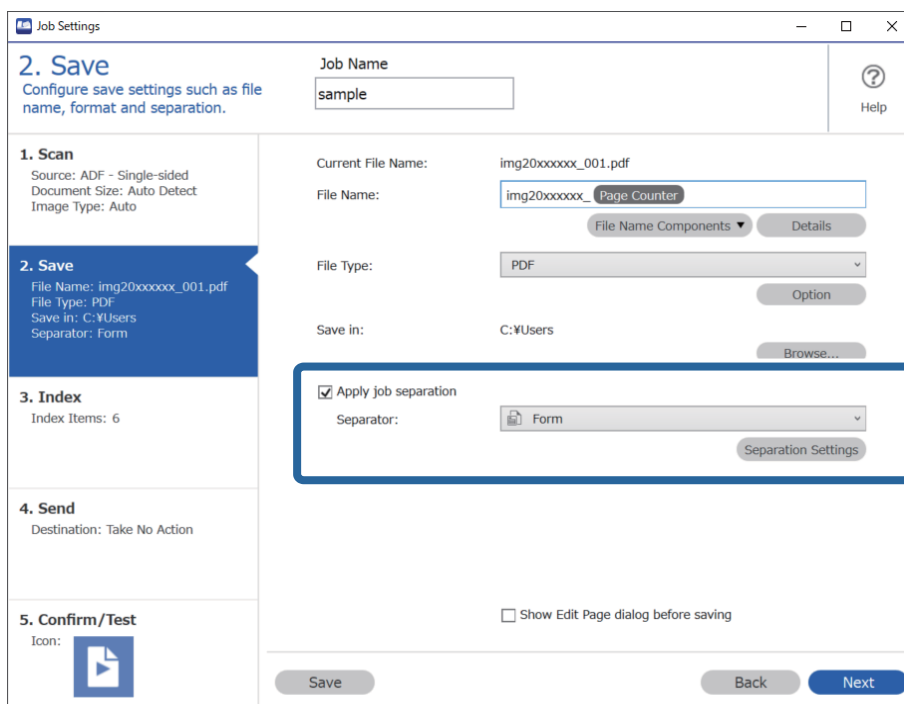 Job Settings
2. Save
Configure save settings such as file
name, format and separation.
Job Name
sample
Help
1. Scan
Source: ADF - Single-sided
Document Size: Auto Detect
Image Type: Auto
2. Save
File Name: img20xxxxxx_001.pdf
File Type: PDF
Save in: C:¥Users
Separator: Form
3. Index
Index Items: 6
4. Send
Destination: Take No Action
5. Confirm/Test
Icon:
Current File Name: img20xxxxxx_001.pdf
File Name: img20xxxxxx_ Page Counter
File Name Components ▼ Details
File Type: PDF
Option
Save in: C:¥Users
Browse...
Apply job separation
Separator: Form
Separation Settings
Show Edit Page dialog before saving
Save Back Next